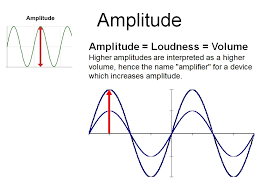 Amplitude
Amplitude
Amplitude = Loudness = Volume
Higher amplitudes are interpreted as a higher
volume, hence the name "amplifier" for a device
which increases amplitude.